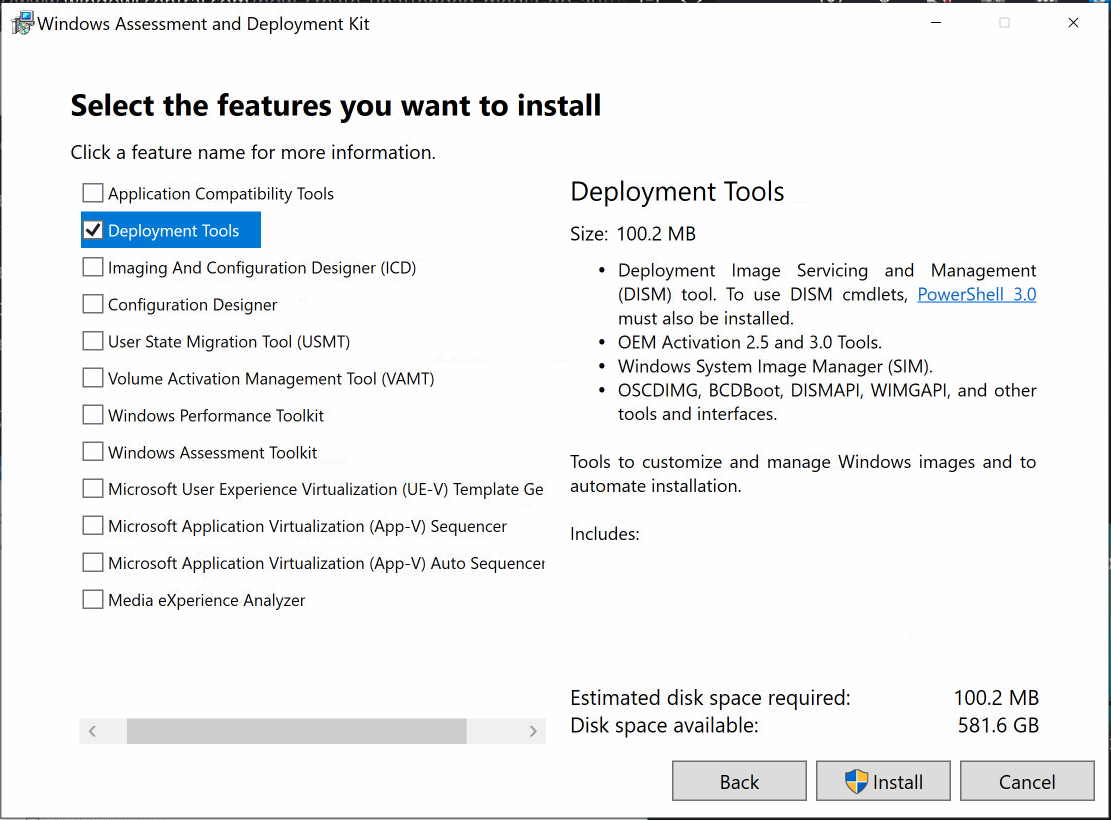 Windows Assessment and Deployment Kit
Select the features you want to install
Click a feature name for more information.
Application Compatibility Tools
Deployment Tools
Imaging And Configuration Designer (ICD)
Configuration Designer
User State Migration Tool (USMT)
Volume Activation Management Tool (VAMT)
Windows Performance Toolkit
Windows Assessment Toolkit
Microsoft User Experience Virtualization (UE-V) Template Ge
Microsoft Application Virtualization (App-V) Sequencer
Microsoft Application Virtualization (App-V) Auto Sequencer
Media eXperience Analyzer
Deployment Tools
Size: 100.2 MB
• Deployment Image Servicing and Management
(DISM) tool. To use DISM cmdlets, PowerShell 3.0
must also be installed.
• OEM Activation 2.5 and 3.0 Tools.
• Windows System Image Manager (SIM).
• OSCDIMG, BCDBoot, DISMAPI, WIMGAPI, and other
tools and interfaces.
Tools to customize and manage Windows images and to
automate installation.
Includes:
Estimated disk space required: 100.2 MB
Disk space available: 581.6 GB
Back
Install
Cancel